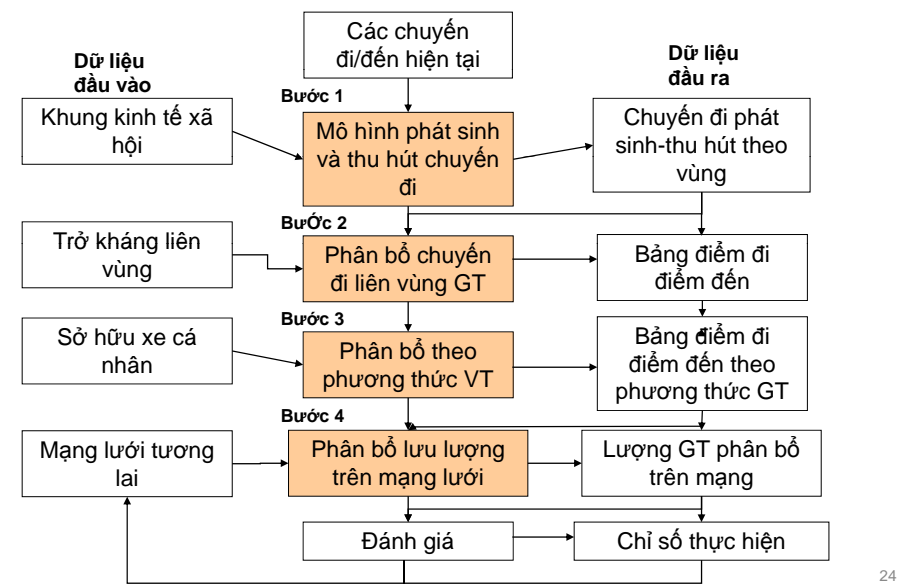 Các chuyến
đi/đến hiện tại
Dữ liệu
đầu vào
Dữ liệu
đầu ra
Bước 1
Khung kinh tế xã
hội
Mô hình phát sinh
và thu hút chuyến
đi
Chuyến đi phát
sinh-thu hút theo
vùng
BưỚc 2
Trở kháng liên
vùng
Phân bổ chuyến
đi liên vùng GT
Bảng điểm đi
điểm đến
Bước 3
Sở hữu xe cá
nhân
Phân bổ theo
phương thức VT
Bảng điểm đi
điểm đến theo
phương thức GT
Bước 4
Mạng lưới tương
lai
Phân bổ lưu lượng
trên mạng lưới
Lượng GT phân bổ
trên mạng
Đánh giá
Chỉ số thực hiện
24